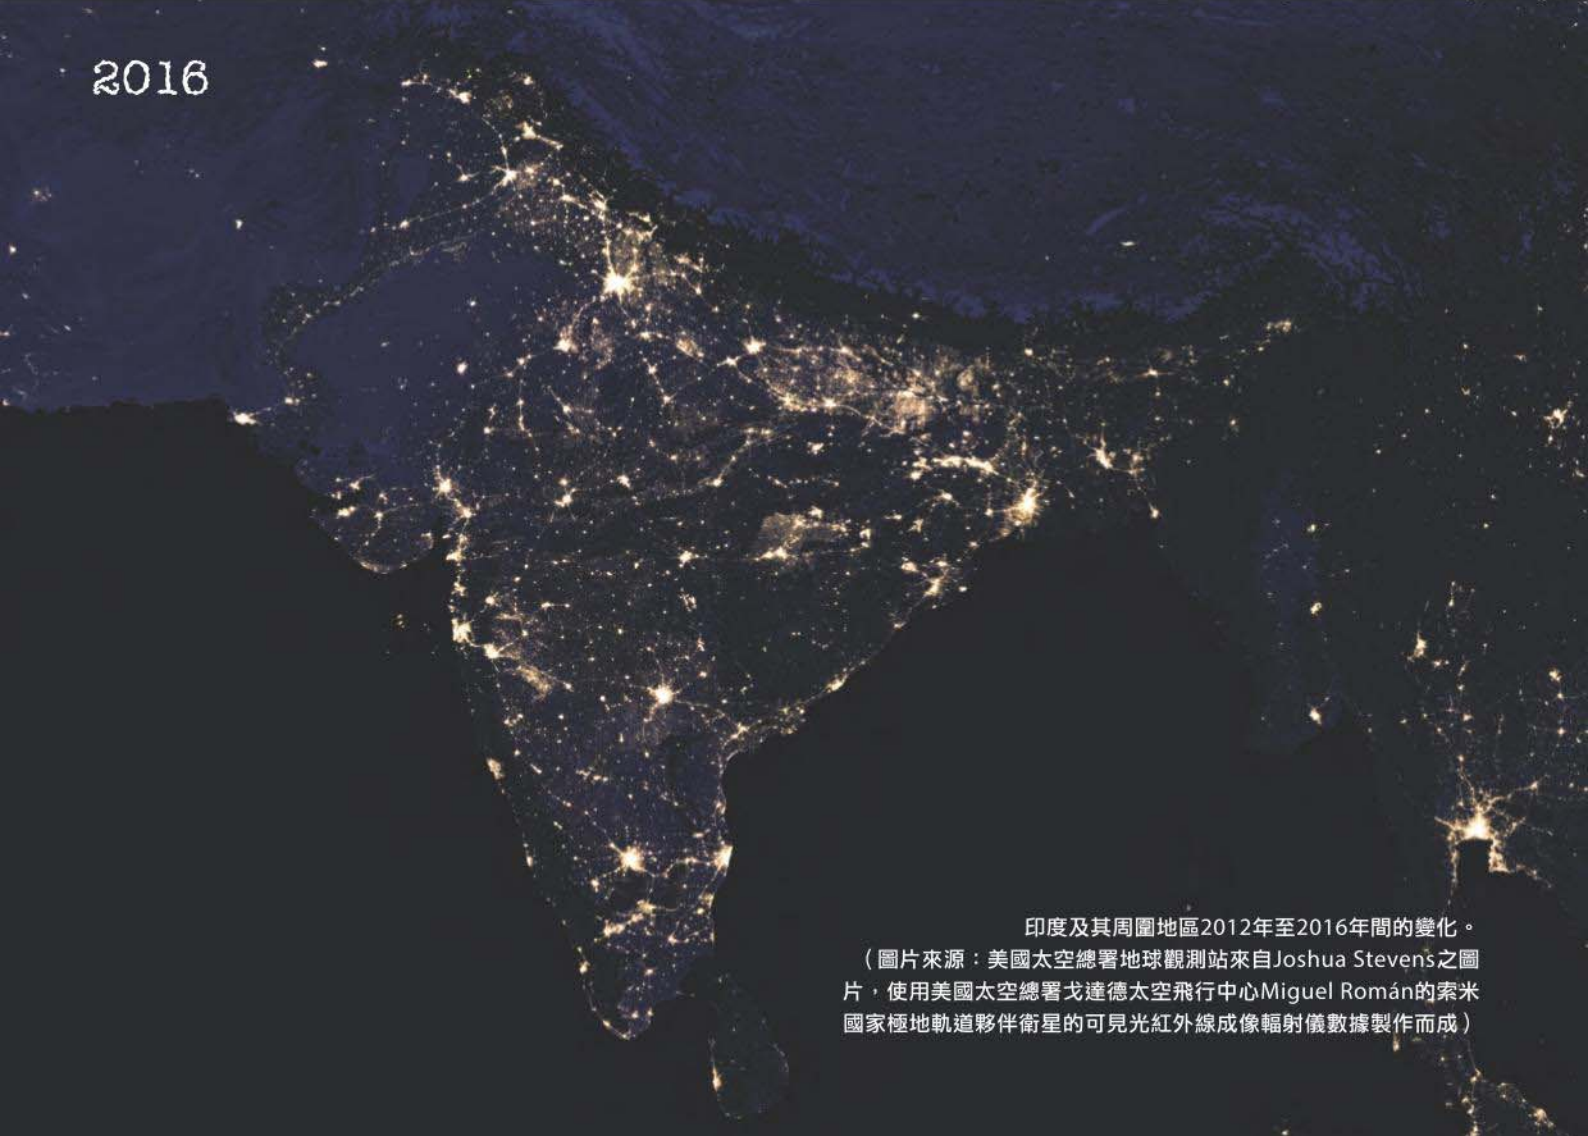 2016
印度及其周圍地區2012年至2016年間的變化。
（圖片來源：美國太空總署地球觀測站來自Joshua Stevens之圖
片，使用美國太空總署戈達德太空飛行中心Miguel Román的索米
國家極地軌道夥伴衛星的可見光紅外線成像輻射儀數據製作而成）